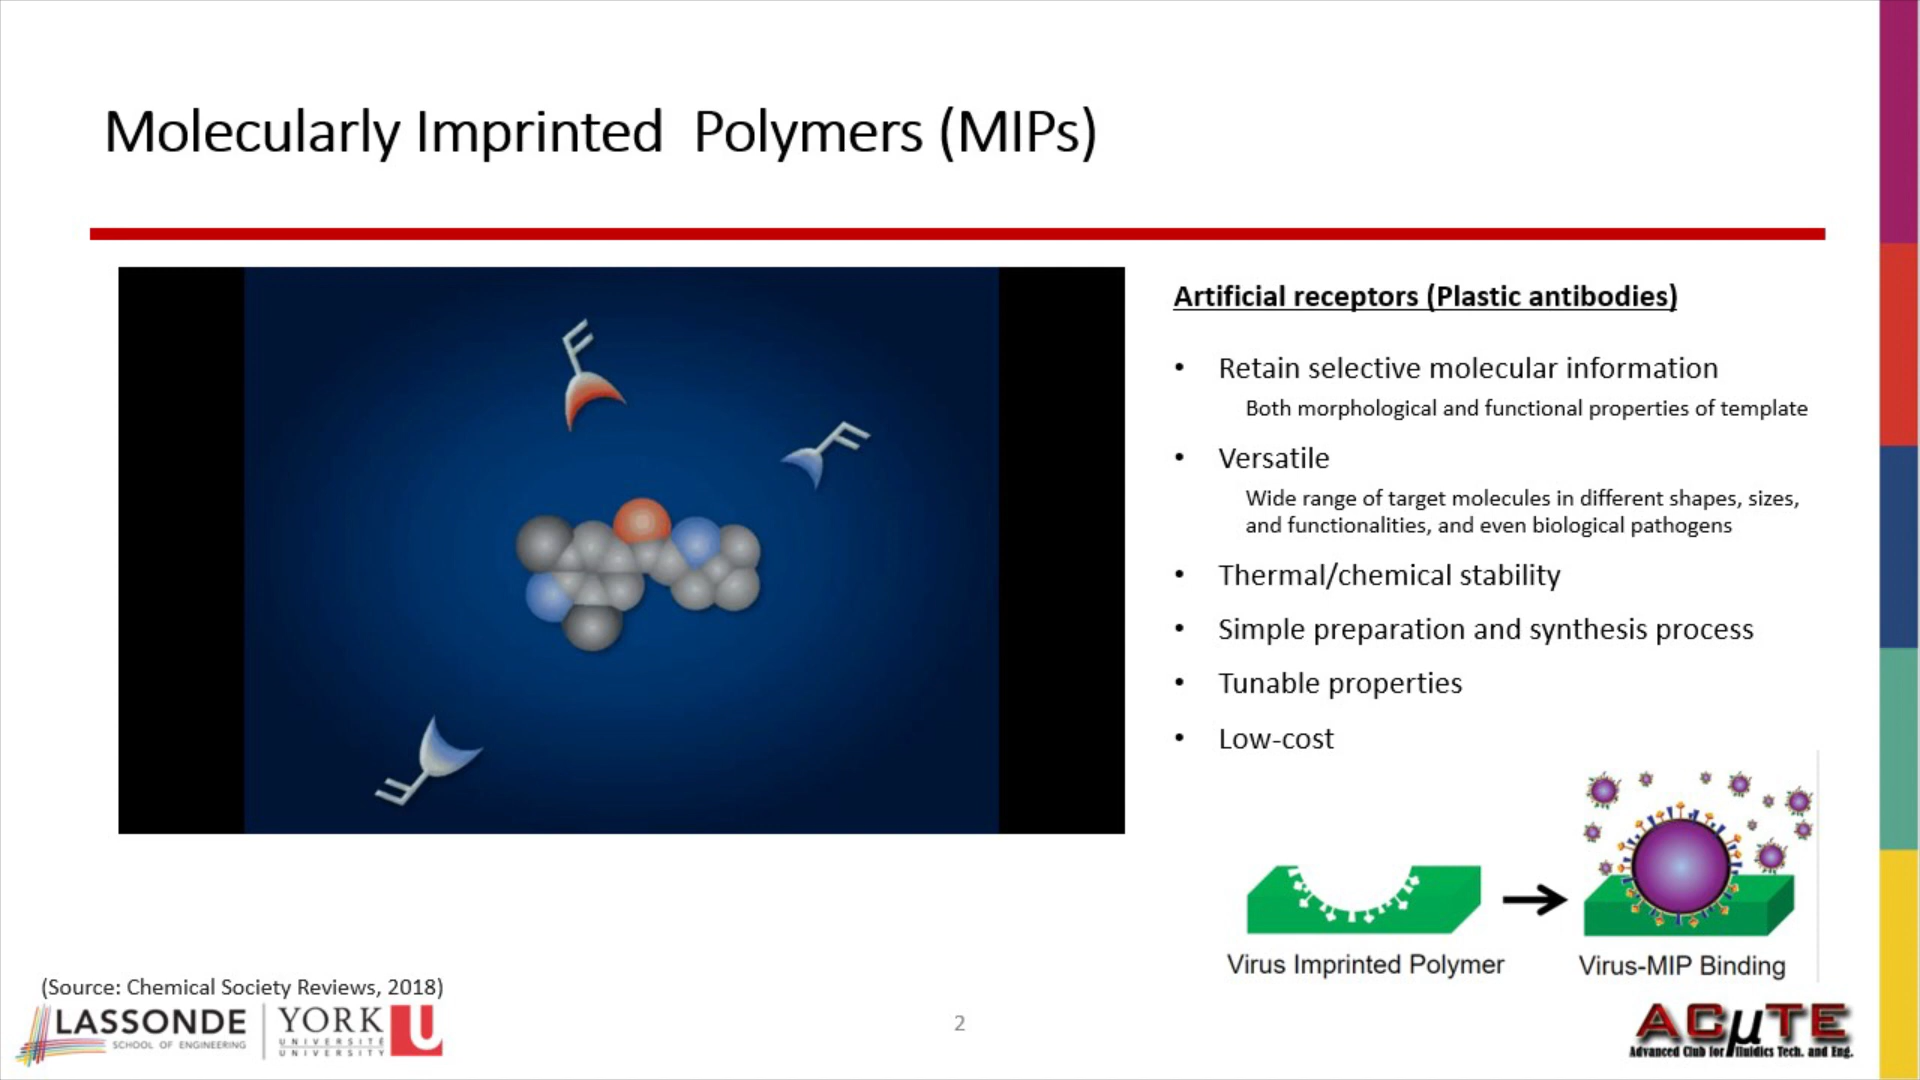 Molecularly Imprinted  Polymers (MIPs)
Artificial receptors (Plastic antibodies)
• Retain selective molecular information
Both morphological and functional properties of template
• Versatile
Wide range of target molecules in different shapes, sizes,
and functionalities, and even biological pathogens
• Thermal/chemical stability
• Simple preparation and synthesis process
• Tunable properties
• Low-cost
Virus Imprinted Polymer
Virus-MIP Binding
(Source: Chemical Society Reviews, 2018)
LASSONDE
SCHOOL OF ENGINEERING
YORK U
UNIVERSITÉ
UNIVERSITY
2
ACµTE
Advanced Club for fluidics Tech. and Eng.